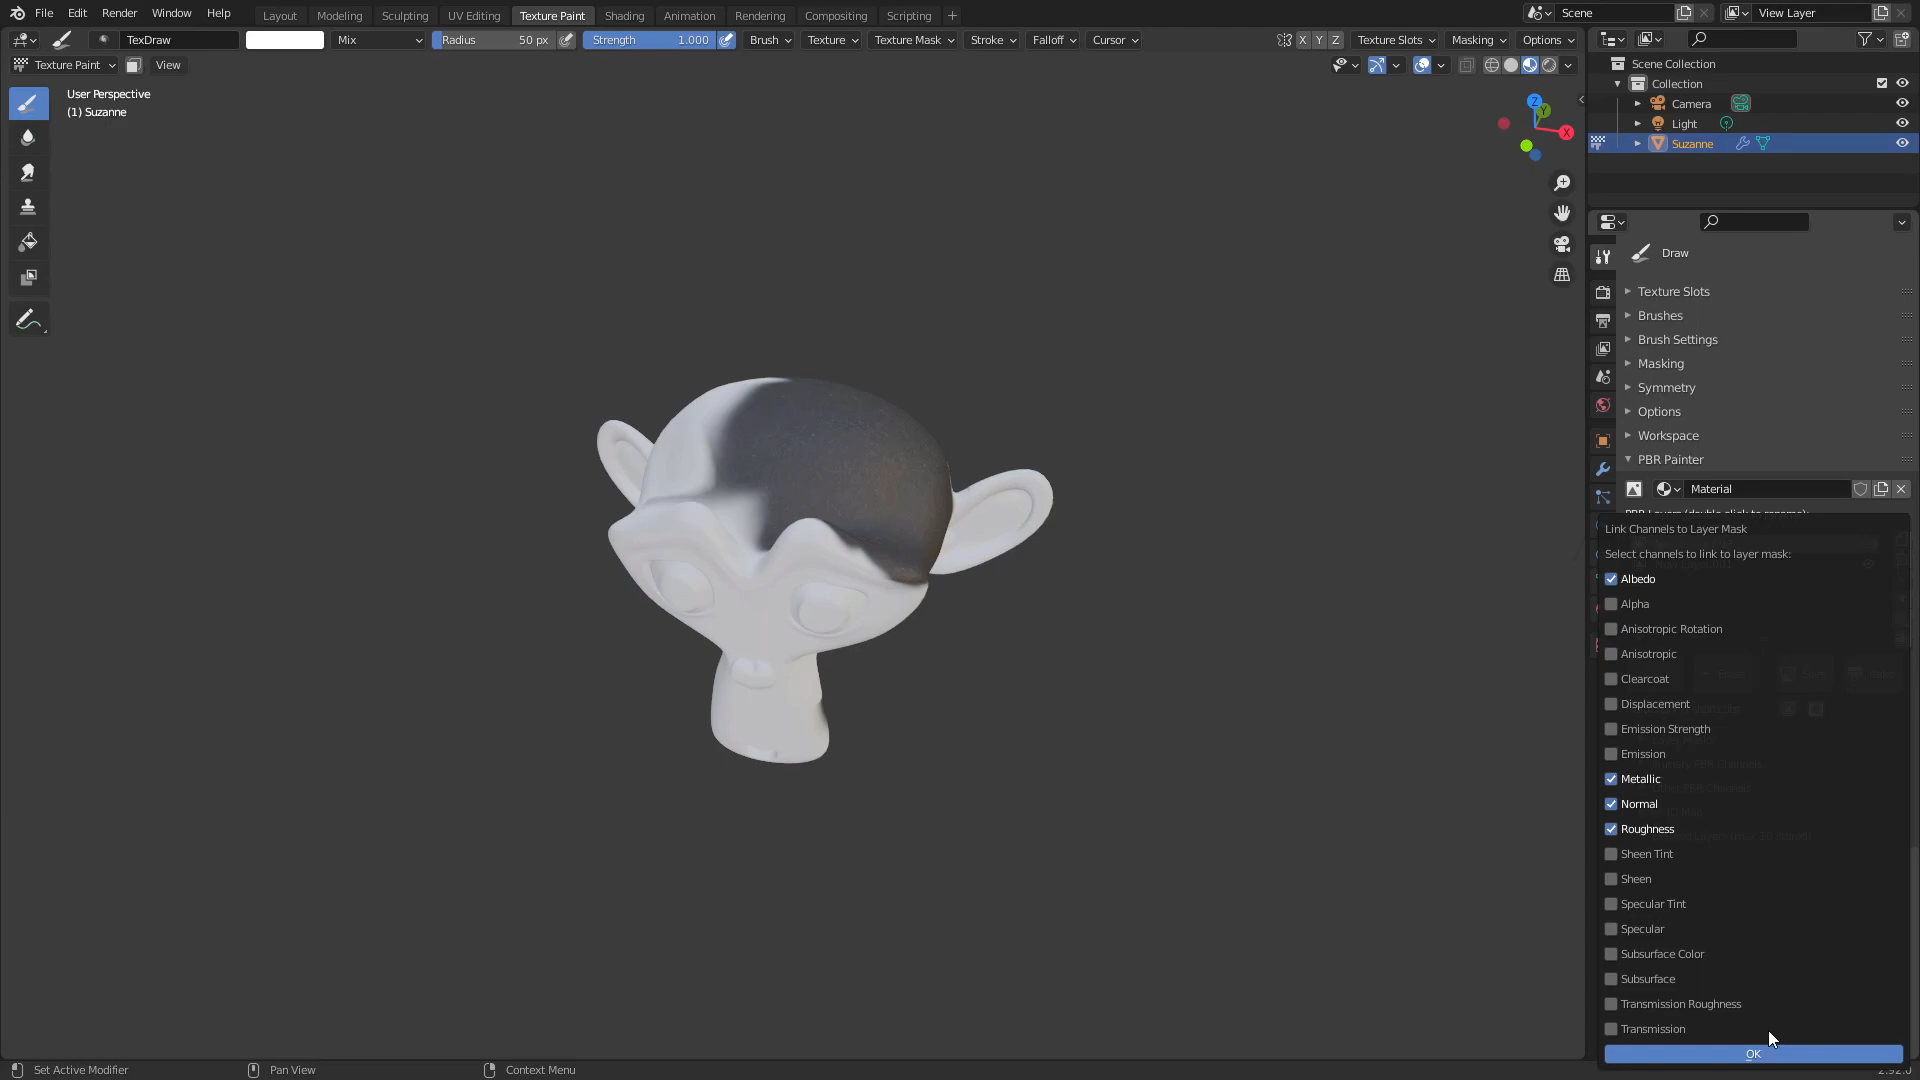 File Edit Render Window Help Layout Modeling Sculpting UV Editing Texture Paint Shading Animation Rendering Compositing Scripting + Scene View Layer
TexDraw Mix Radius 50 px Strength 1.000 Brush Texture Texture Mask Stroke Falloff Cursor X Y Z Texture Slots Masking Options
Texture Paint View
User Perspective
(1) Suzanne
Z
Y
X
Scene Collection
Collection
Camera
Light
Suzanne
Draw
Texture Slots
Brushes
Brush Settings
Masking
Symmetry
Options
Workspace
PBR Painter
Material
Link Channels to Layer Mask
Select channels to link to layer mask:
Albedo
Alpha
Anisotropic Rotation
Anisotropic
Clearcoat
Displacement
Emission Strength
Emission
Metallic
Normal
Roughness
Sheen Tint
Sheen
Specular Tint
Specular
Subsurface Color
Subsurface
Transmission Roughness
Transmission
OK
Set Active Modifier Pan View Context Menu 2.92.0